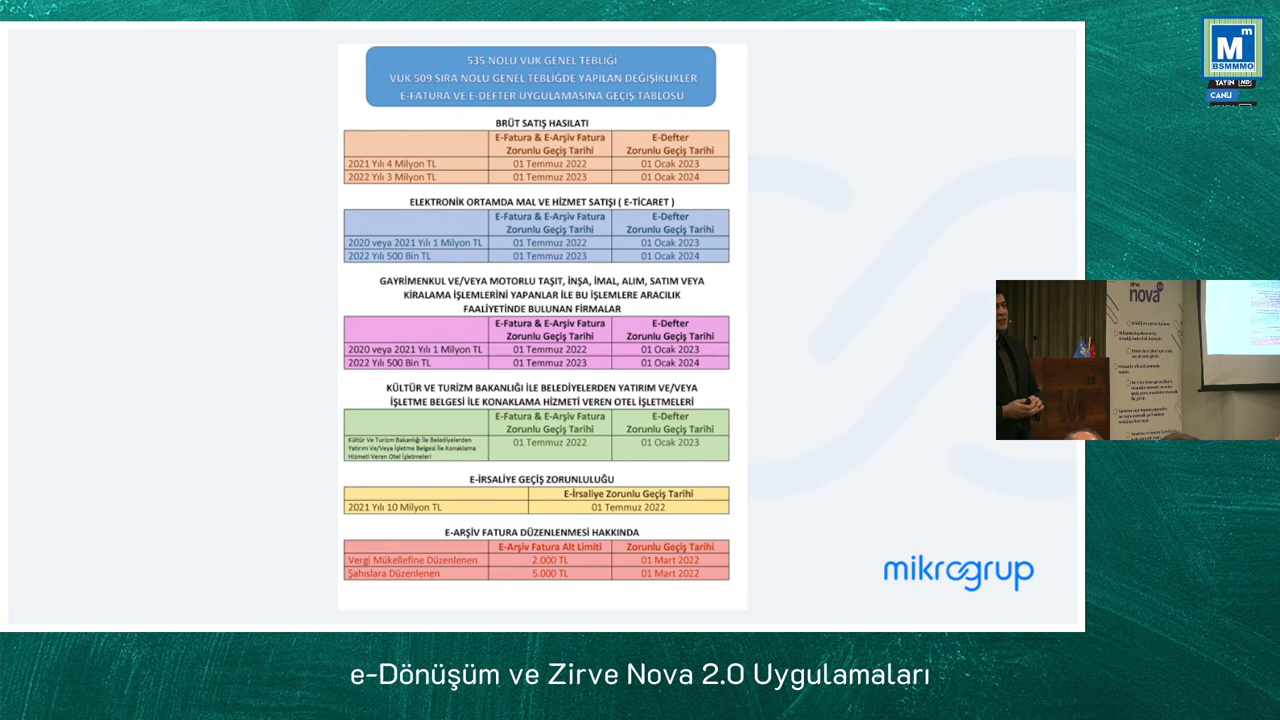 535 NOLU VUK GENEL TEBLİĞİ
VUK 509 SIRA NOLU GENEL TEBLİĞDE YAPILAN DEĞİŞİKLİKLER
E-FATURA VE E-DEFTER UYGULAMASINA GEÇİŞ TABLOSU
BRÜT SATIŞ HASILATI
E-Fatura & E-Arşiv Fatura Zorunlu Geçiş Tarihi E-Defter Zorunlu Geçiş Tarihi
2021 Yılı 4 Milyon TL 01 Temmuz 2022 01 Ocak 2023
2022 Yılı 3 Milyon TL 01 Temmuz 2023 01 Ocak 2024
ELEKTRONİK ORTAMDA MAL VE HİZMET SATIŞI ( E-TİCARET )
E-Fatura & E-Arşiv Fatura Zorunlu Geçiş Tarihi E-Defter Zorunlu Geçiş Tarihi
2020 veya 2021 Yılı 1 Milyon TL 01 Temmuz 2022 01 Ocak 2023
2022 Yılı 500 Bin TL 01 Temmuz 2023 01 Ocak 2024
GAYRİMENKUL VE/VEYA MOTORLU TAŞIT, İNŞA, İMAL, ALIM, SATIM VEYA
KİRALAMA İŞLEMLERİNİ YAPANLAR İLE BU İŞLEMLERE ARACILIK
FAALİYETİNDE BULUNAN FİRMALAR
E-Fatura & E-Arşiv Fatura Zorunlu Geçiş Tarihi E-Defter Zorunlu Geçiş Tarihi
2020 veya 2021 Yılı 1 Milyon TL 01 Temmuz 2022 01 Ocak 2023
2022 Yılı 500 Bin TL 01 Temmuz 2023 01 Ocak 2024
KÜLTÜR VE TURİZM BAKANLIĞI İLE BELEDİYELERDEN YATIRIM VE/VEYA
İŞLETME BELGESİ İLE KONAKLAMA HİZMETİ VEREN OTEL İŞLETMELERİ
E-Fatura & E-Arşiv Fatura Zorunlu Geçiş Tarihi E-Defter Zorunlu Geçiş Tarihi
Kültür Ve Turizm Bakanlığı İle Belediyelerden Yatırım Ve/Veya İşletme Belgesi İle Konaklama Hizmeti Veren Otel İşletmeleri 01 Temmuz 2022 01 Ocak 2023
E-İRSALİYE GEÇİŞ ZORUNLULUĞU
E-İrsaliye Zorunlu Geçiş Tarihi
2021 Yılı 10 Milyon TL 01 Temmuz 2022
E-ARŞİV FATURA DÜZENLENMESİ HAKKINDA
E-Arşiv Fatura Alt Limiti Zorunlu Geçiş Tarihi
Vergi Mükellefine Düzenlenen 2.000 TL 01 Mart 2022
Şahıslara Düzenlenen 5.000 TL 01 Mart 2022
mikrogrup
Mm
BSMMMO
YAYIN HD
CANLI
nova
e-Dönüşüm ve Zirve Nova 2.0 Uygulamaları